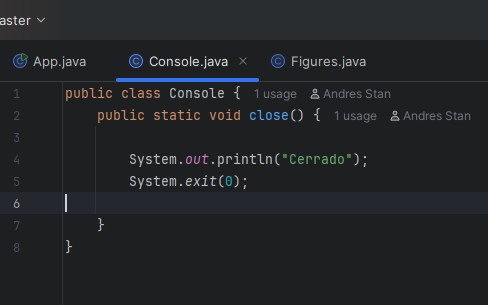 aster
App.java
Console.java
Figures.java
1 public class Console { 1 usage Andres Stan
2 public static void close() { 1 usage Andres Stan
3
4 System.out.println("Cerrado");
5 System.exit(0);
6
7 }
8 }